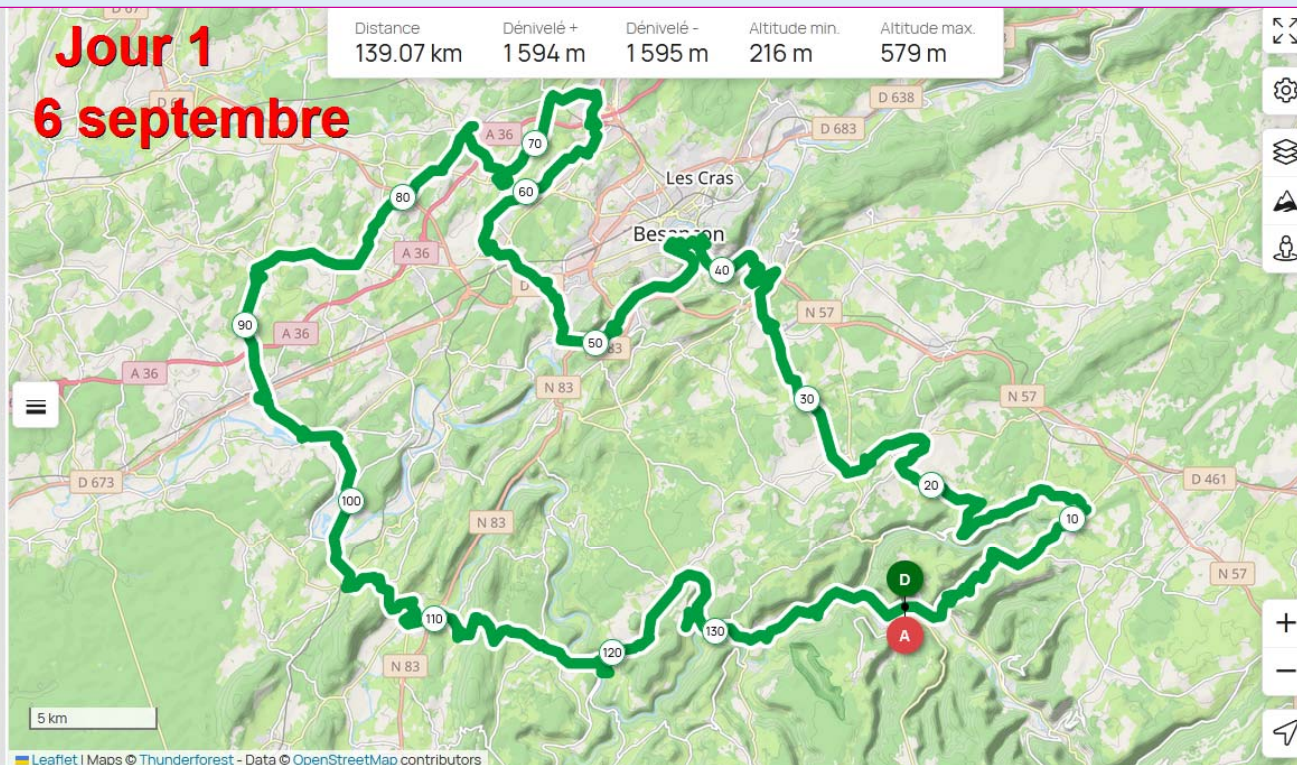 Jour 1
6 septembre
Distance
139.07 km
Dénivelé +
1 594 m
Dénivelé -
1 595 m
Altitude min.
216 m
Altitude max.
579 m
D 638
D 683
A 36
70
Les Cras
60
80
Besançon
A 36
40
N 57
90
A 36
50
83
A 36
N 83
30
N 57
D 673
20
D 461
100
N 83
10
N 57
D
A
110
130
120
N 83
5 km
+
−
Leaflet | Maps © Thunderforest - Data © OpenStreetMap contributors